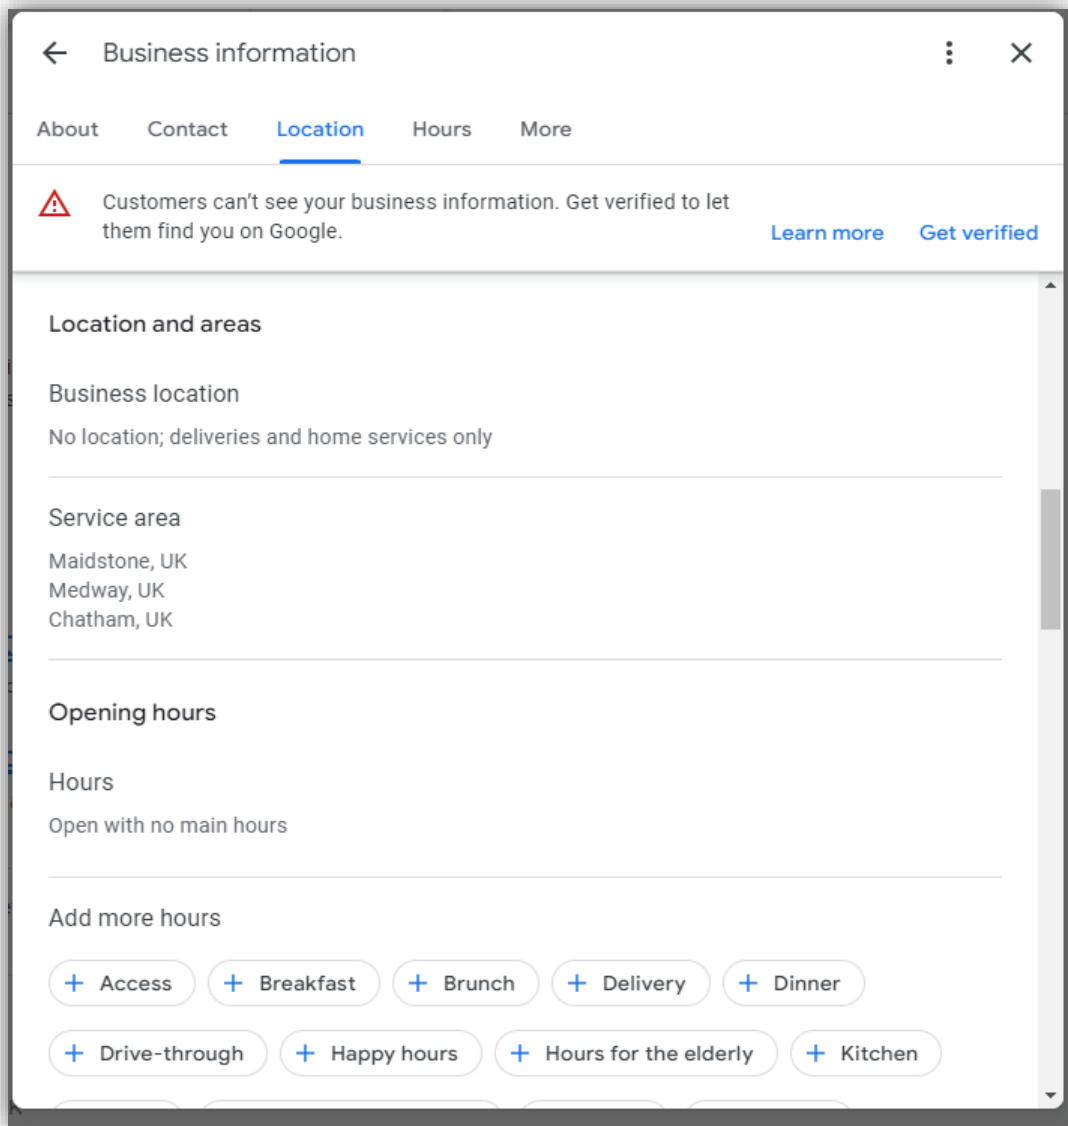 Business information
About Contact Location Hours More
Customers can't see your business information. Get verified to let
them find you on Google.
Learn more Get verified
Location and areas
Business location
No location; deliveries and home services only
Service area
Maidstone, UK
Medway, UK
Chatham, UK
Opening hours
Hours
Open with no main hours
Add more hours
+ Access + Breakfast + Brunch + Delivery + Dinner
+ Drive-through + Happy hours + Hours for the elderly + Kitchen